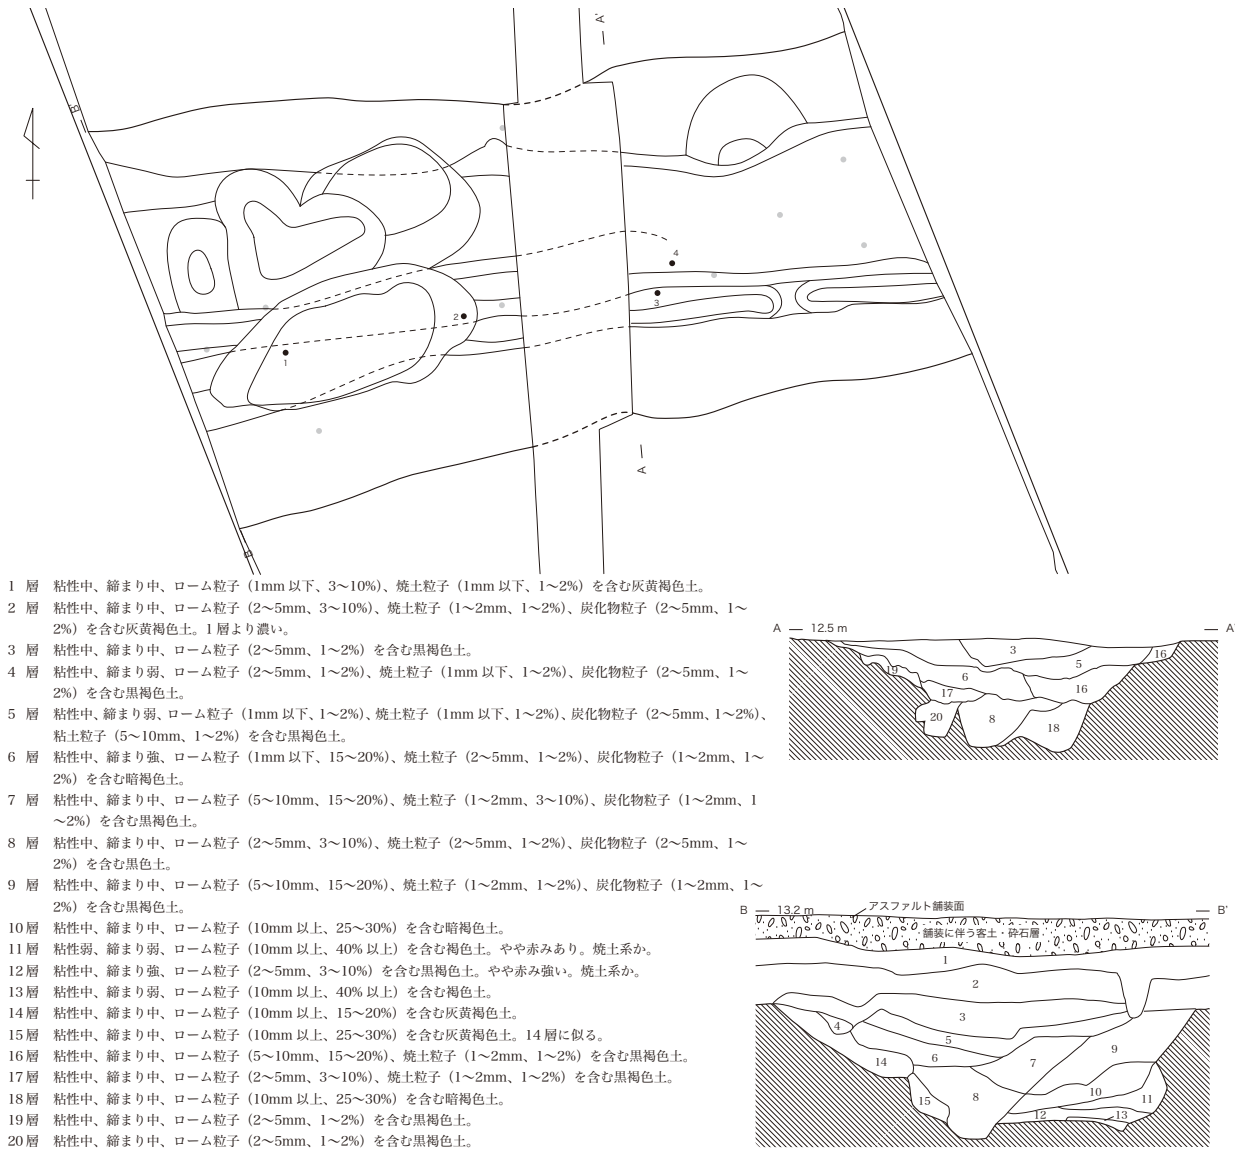 A'
B'
4
3
2
1
A
B
1 層 粘性中、締まり中、ローム粒子（1mm 以下、3～10%）、焼土粒子（1mm 以下、1～2%）を含む灰黄褐色土。
2 層 粘性中、締まり中、ローム粒子（2～5mm、3～10%）、焼土粒子（1～2mm、1～2%）、炭化物粒子（2～5mm、1～
2%）を含む灰黄褐色土。1 層より濃い。
3 層 粘性中、締まり中、ローム粒子（2～5mm、1～2%）を含む黒褐色土。
4 層 粘性中、締まり弱、ローム粒子（2～5mm、1～2%）、焼土粒子（1mm 以下、1～2%）、炭化物粒子（2～5mm、1～
2%）を含む黒褐色土。
5 層 粘性中、締まり弱、ローム粒子（1mm 以下、1～2%）、焼土粒子（1mm 以下、1～2%）、炭化物粒子（2～5mm、1～2%）、
粘土粒子（5～10mm、1～2%）を含む黒褐色土。
6 層 粘性中、締まり強、ローム粒子（1mm 以下、15～20%）、焼土粒子（2～5mm、1～2%）、炭化物粒子（1～2mm、1～
2%）を含む暗褐色土。
7 層 粘性中、締まり中、ローム粒子（5～10mm、15～20%）、焼土粒子（1～2mm、3～10%）、炭化物粒子（1～2mm、1
～2%）を含む黒褐色土。
8 層 粘性中、締まり中、ローム粒子（2～5mm、3～10%）、焼土粒子（2～5mm、1～2%）、炭化物粒子（2～5mm、1～
2%）を含む黒色土。
9 層 粘性中、締まり中、ローム粒子（5～10mm、15～20%）、焼土粒子（1～2mm、1～2%）、炭化物粒子（1～2mm、1～
2%）を含む黒褐色土。
10 層 粘性中、締まり中、ローム粒子（10mm 以上、25～30%）を含む暗褐色土。
11 層 粘性弱、締まり弱、ローム粒子（10mm 以上、40% 以上）を含む褐色土。やや赤みあり。焼土系か。
12 層 粘性中、締まり強、ローム粒子（2～5mm、3～10%）を含む黒褐色土。やや赤み強い。焼土系か。
13 層 粘性中、締まり弱、ローム粒子（10mm 以上、40% 以上）を含む褐色土。
14 層 粘性中、締まり中、ローム粒子（10mm 以上、15～20%）を含む灰黄褐色土。
15 層 粘性中、締まり中、ローム粒子（10mm 以上、25～30%）を含む灰黄褐色土。14 層に似る。
16 層 粘性中、締まり中、ローム粒子（5～10mm、15～20%）、焼土粒子（1～2mm、1～2%）を含む黒褐色土。
17 層 粘性中、締まり中、ローム粒子（2～5mm、3～10%）、焼土粒子（1～2mm、1～2%）を含む黒褐色土。
18 層 粘性中、締まり中、ローム粒子（10mm 以上、25～30%）を含む暗褐色土。
19 層 粘性中、締まり中、ローム粒子（2～5mm、1～2%）を含む黒褐色土。
20 層 粘性中、締まり中、ローム粒子（2～5mm、1～2%）を含む黒褐色土。
A 12.5 m A'
3
16
5
19
6
16
17
20
8
18
B 13.2 m B'
アスファルト舗装面
舗装に伴う客土・砕石層
1
2
3
4
5
6
7
9
14
10
15
8
11
12
13